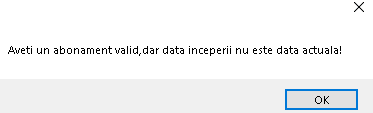 Aveti un abonament valid,dar data inceperii nu este data actuala!
OK